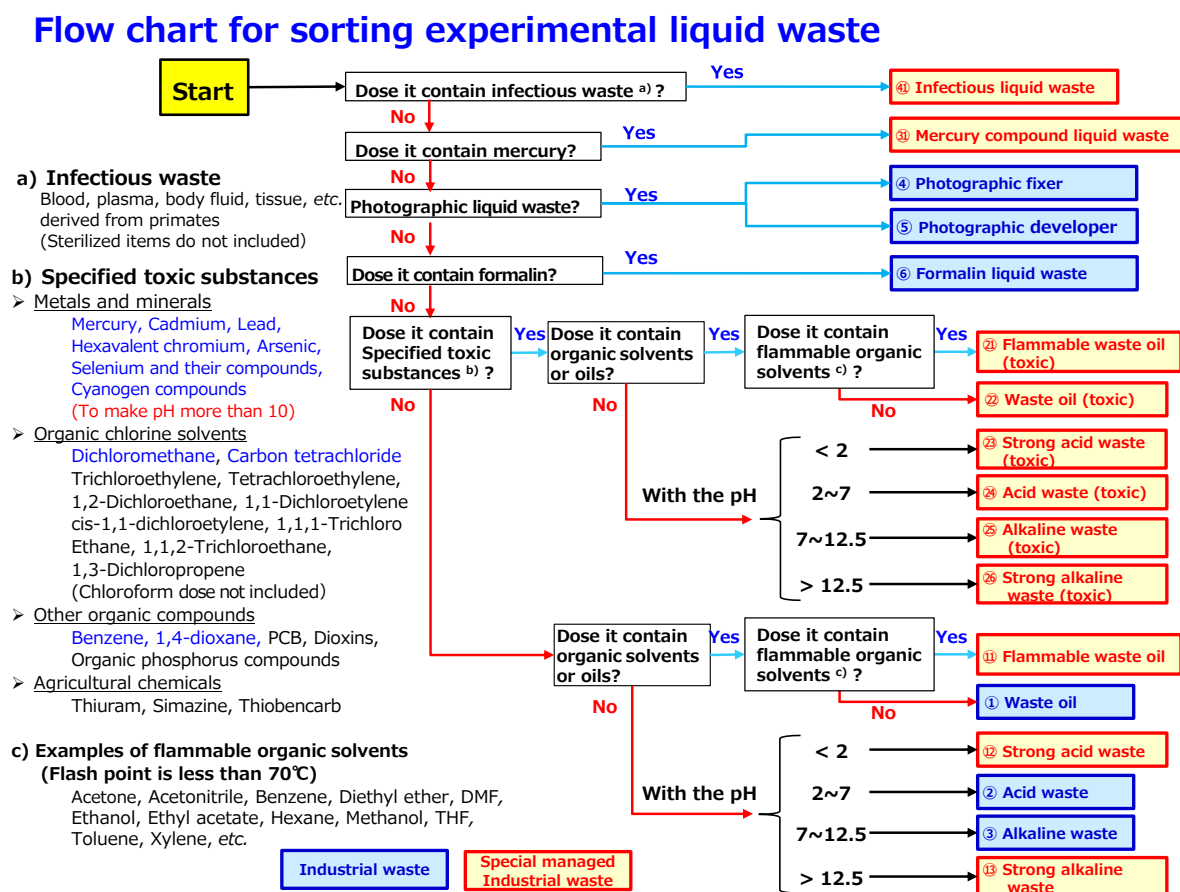 Flow chart for sorting experimental liquid waste
Start
Dose it contain infectious waste a) ?
Yes
㊶ Infectious liquid waste
No
Dose it contain mercury?
Yes
㉛ Mercury compound liquid waste
No
a) Infectious waste
Blood, plasma, body fluid, tissue, etc.
derived from primates
(Sterilized items do not included)
Photographic liquid waste?
Yes
④ Photographic fixer
⑤ Photographic developer
No
Dose it contain formalin?
Yes
⑥ Formalin liquid waste
No
b) Specified toxic substances
➢ Metals and minerals
Mercury, Cadmium, Lead,
Hexavalent chromium, Arsenic,
Selenium and their compounds,
Cyanogen compounds
(To make pH more than 10)
➢ Organic chlorine solvents
Dichloromethane, Carbon tetrachloride
Trichloroethylene, Tetrachloroethylene,
1,2-Dichloroethane, 1,1-Dichloroetylene
cis-1,1-dichloroetylene, 1,1,1-Trichloro
Ethane, 1,1,2-Trichloroethane,
1,3-Dichloropropene
(Chloroform dose not included)
➢ Other organic compounds
Benzene, 1,4-dioxane, PCB, Dioxins,
Organic phosphorus compounds
➢ Agricultural chemicals
Thiuram, Simazine, Thiobencarb
Dose it contain
Specified toxic
substances b) ?
Yes
No
Dose it contain
organic solvents
or oils?
Yes
No
Dose it contain
flammable organic
solvents c) ?
Yes
㉑ Flammable waste oil
(toxic)
No
㉒ Waste oil (toxic)
With the pH
< 2
㉓ Strong acid waste
(toxic)
2~7
㉔ Acid waste (toxic)
7~12.5
㉕ Alkaline waste
(toxic)
> 12.5
㉖ Strong alkaline
waste (toxic)
Dose it contain
organic solvents
or oils?
Yes
No
Dose it contain
flammable organic
solvents c) ?
Yes
⑪ Flammable waste oil
No
① Waste oil
With the pH
< 2
⑫ Strong acid waste
2~7
② Acid waste
7~12.5
③ Alkaline waste
> 12.5
⑬ Strong alkaline
waste
c) Examples of flammable organic solvents
(Flash point is less than 70℃)
Acetone, Acetonitrile, Benzene, Diethyl ether, DMF,
Ethanol, Ethyl acetate, Hexane, Methanol, THF,
Toluene, Xylene, etc.
Industrial waste
Special managed
Industrial waste